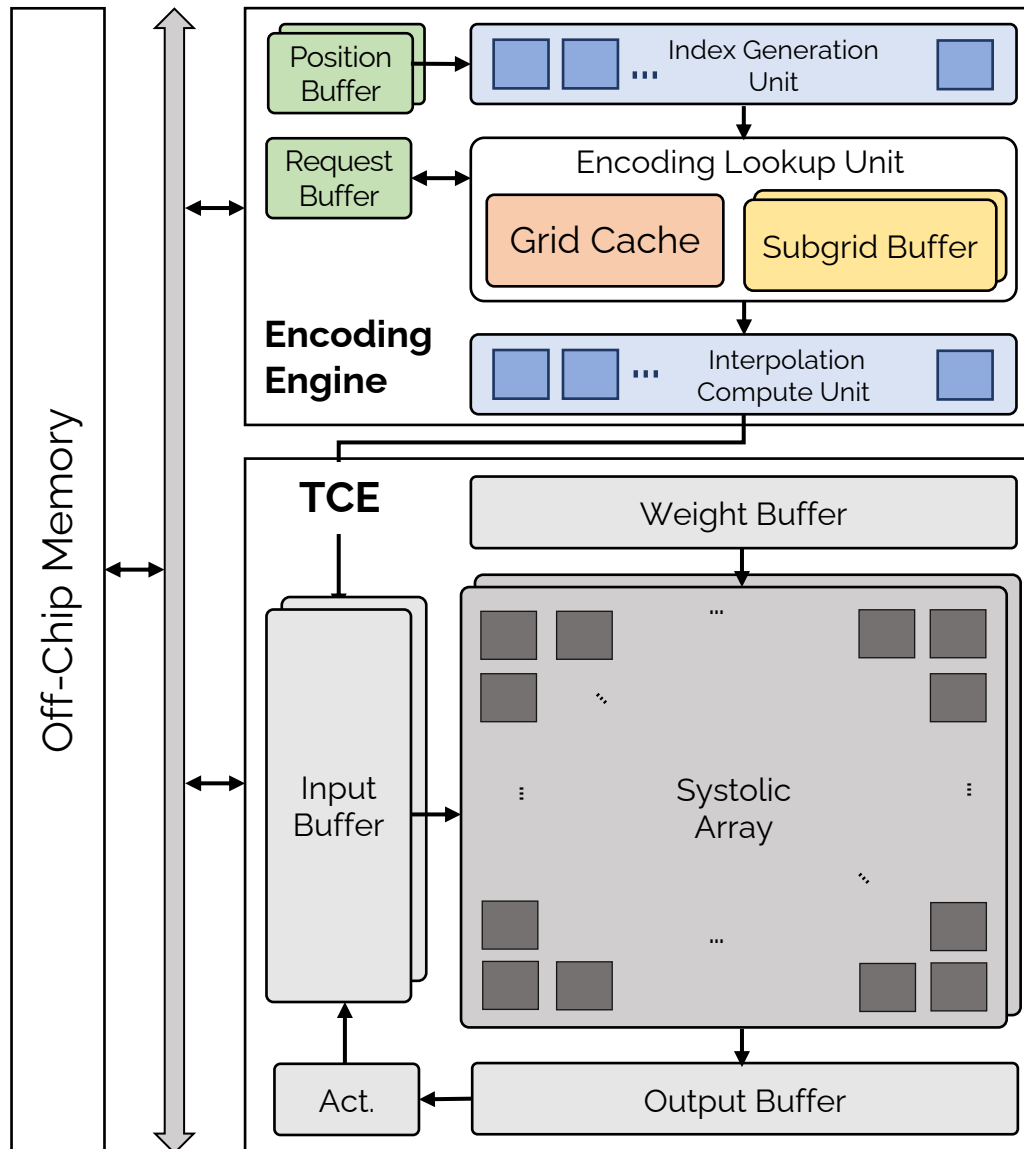 Off-Chip Memory
Position
Buffer
... Index Generation
Unit
Request
Buffer
Encoding Lookup Unit
Grid Cache
Subgrid Buffer
Encoding
Engine
... Interpolation
Compute Unit
TCE
Weight Buffer
...
...
Input
Buffer
...
Systolic
Array
...
...
...
Act.
Output Buffer